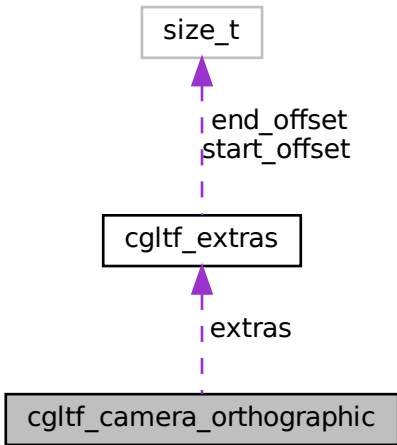 size_t
end_offset
start_offset
cgltf_extras
extras
cgltf_camera_orthographic